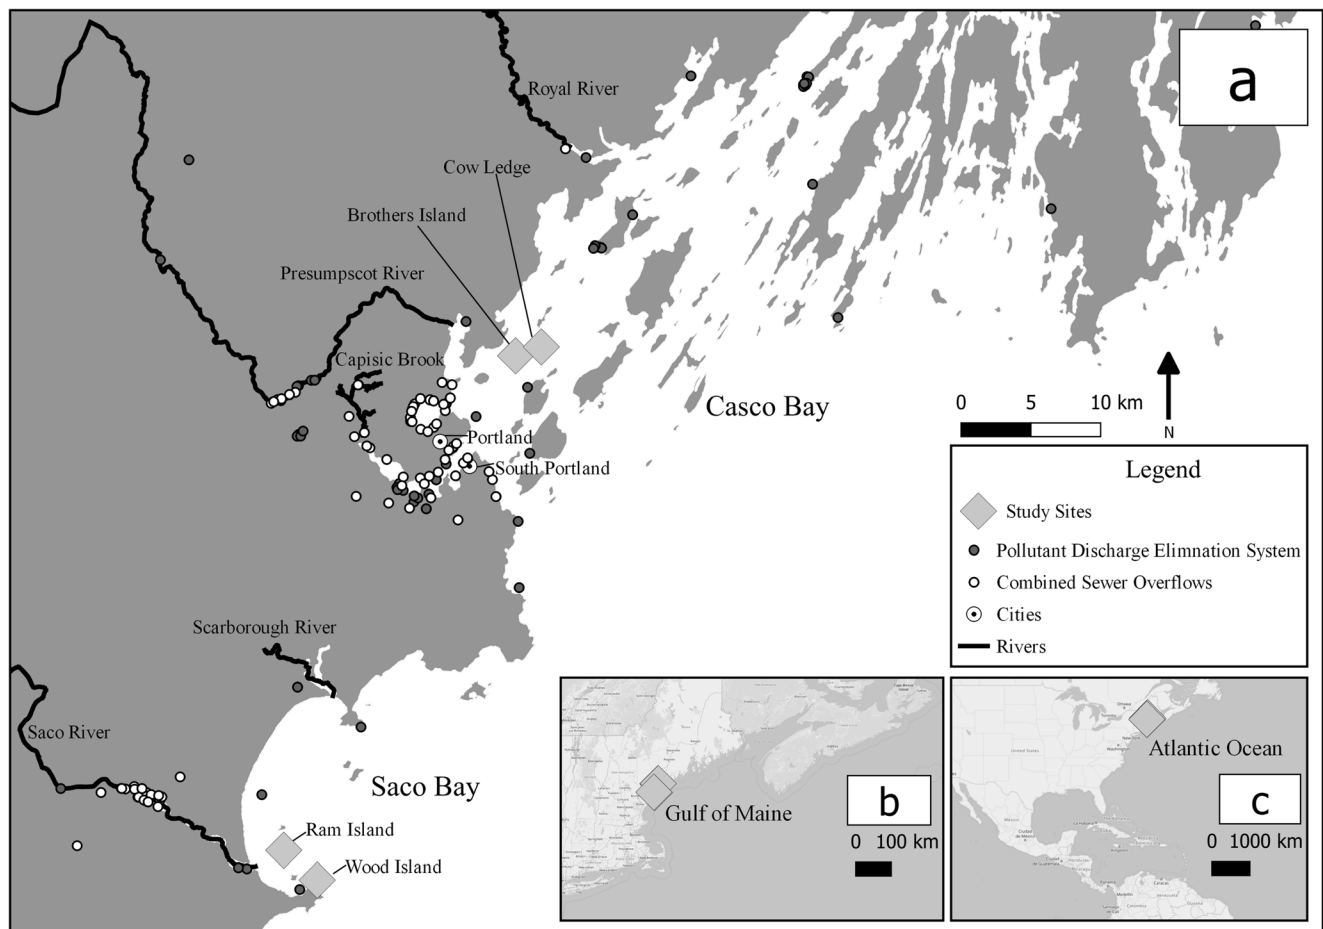 a
Royal River
Cow Ledge
Brothers Island
Presumpscot River
Capisic Brook
Casco Bay
0 5 10 km
N
Portland
South Portland
Legend
Study Sites
Pollutant Discharge Elimnation System
Combined Sewer Overflows
Cities
Rivers
Scarborough River
Saco River
Saco Bay
Ram Island
Wood Island
Gulf of Maine
b
0 100 km
Atlantic Ocean
c
0 1000 km
United States